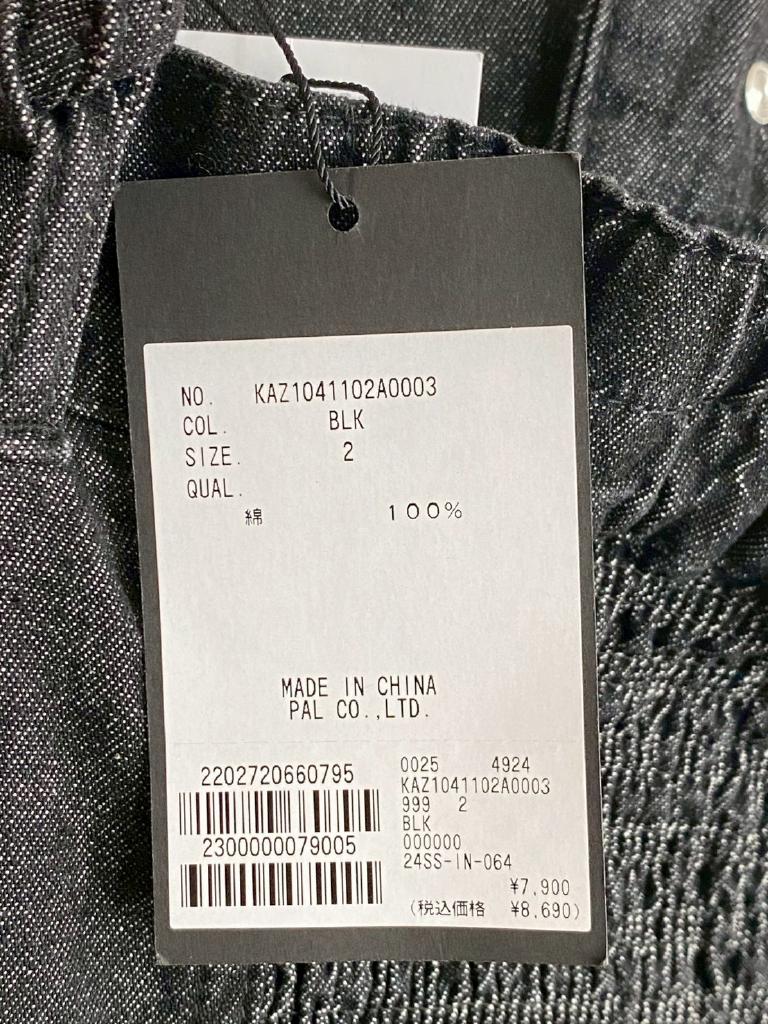 NO. KAZ1041102A0003
COL. BLK
SIZE. 2
QUAL.
綿 100%
MADE IN CHINA
PAL CO.,LTD.
2202720660795
2300000079005
0025 4924
KAZ1041102A0003
999 2
BLK
000000
24SS-IN-064
¥7,900
(税込価格 ¥8,690)